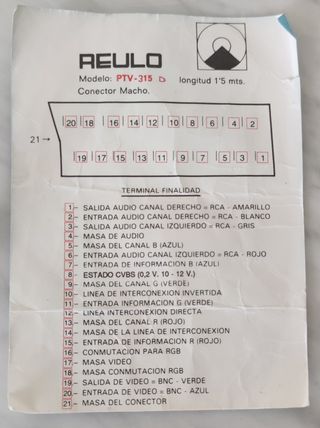 REULO
Modelo: PTV-315 D longitud 1'5 mts.
Conector Macho.
20 18 16 14 12 10 8 6 4 2
21 →
19 17 15 13 11 9 7 5 3 1
TERMINAL FINALIDAD
1 - SALIDA AUDIO CANAL DERECHO = RCA - AMARILLO
2 - ENTRADA AUDIO CANAL DERECHO = RCA - BLANCO
3 - SALIDA AUDIO CANAL IZQUIERDO = RCA - GRIS
4 - MASA DE AUDIO
5 - MASA DEL CANAL B (AZUL)
6 - ENTRADA AUDIO CANAL IZQUIERDO = RCA - ROJO
7 - ENTRADA DE INFORMACION B (AZUL)
8 - ESTADO CVBS (0,2 V. 10 - 12 V.)
9 - MASA DEL CANAL G (VERDE)
10 - LINEA DE INTERCONEXION INVERTIDA
11 - ENTRADA INFORMACION G (VERDE)
12 - LINEA INTERCONEXION DIRECTA
13 - MASA DEL CANAL R (ROJO)
14 - MASA DE LA LINEA DE INTERCONEXION
15 - ENTRADA DE INFORMACION R (ROJO)
16 - CONMUTACION PARA RGB
17 - MASA VIDEO
18 - MASA CONMUTACION RGB
19 - SALIDA DE VIDEO = BNC - VERDE
20 - ENTRADA DE VIDEO = BNC - AZUL
21 - MASA DEL CONECTOR